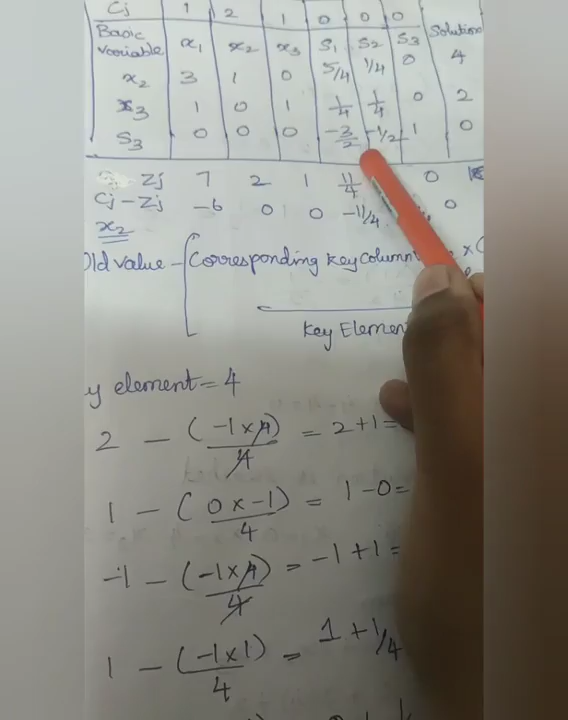 Cj 1 2 1 0 0 0
Basic variable x1 x2 x3 S1 S2 S3 Solution
x2 3 1 0 5/4 1/4 0 4
x3 1 0 1 1/4 1/4 0 2
S3 0 0 0 -3/2 -1/2 1 0
Zj 7 2 1 11/4 0
Cj-Zj -6 0 0 -11/4 0
x2
Old value - [Corresponding key column × (
Key Elemen
y element = 4
2 - (-1×4)/4 = 2+1=
1 - (0×-1)/4 = 1-0=
-1 - (-1×4)/4 = -1+1=
1 - (-1×1)/4 = 1+1/4